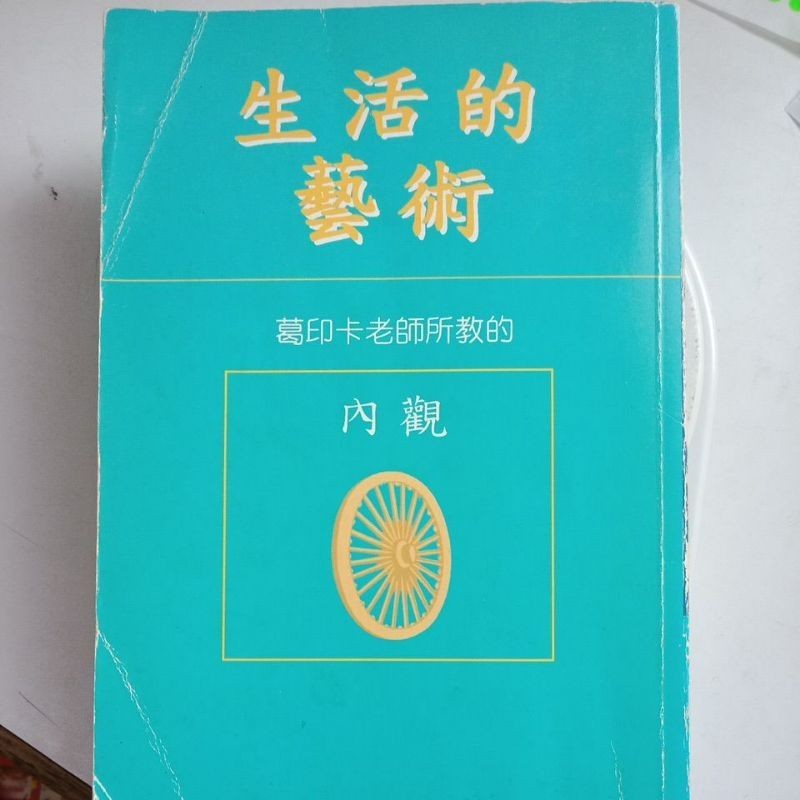 生活的
藝術
葛印卡老師所教的
內觀